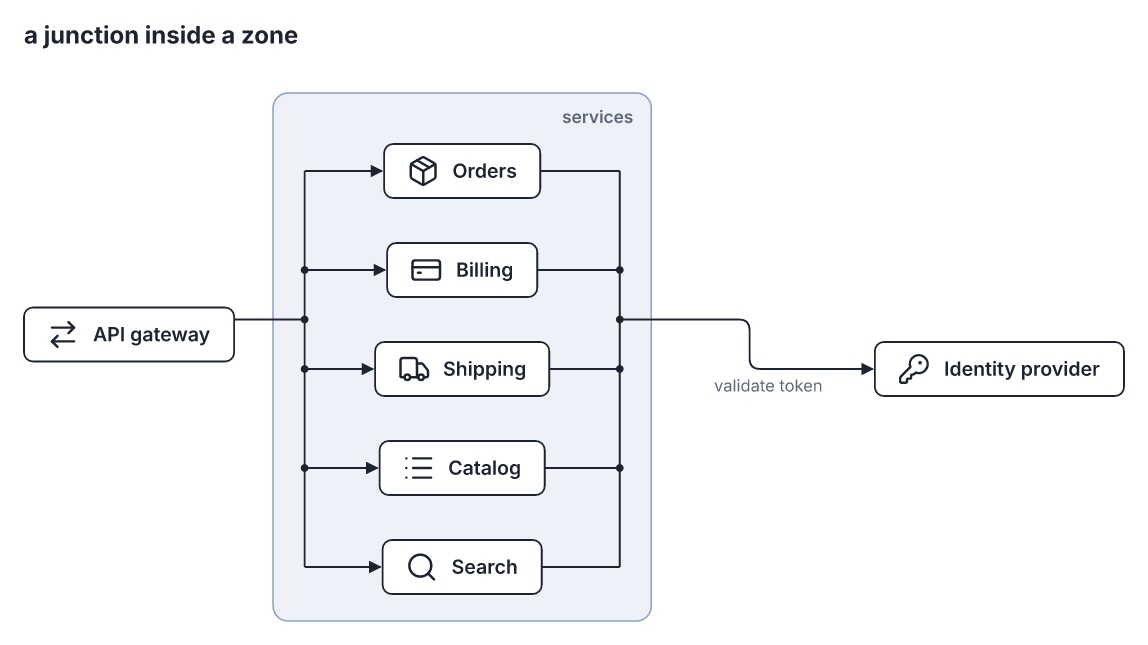 a junction inside a zone
services
Orders
Billing
API gateway
Shipping
Identity provider
validate token
Catalog
Search